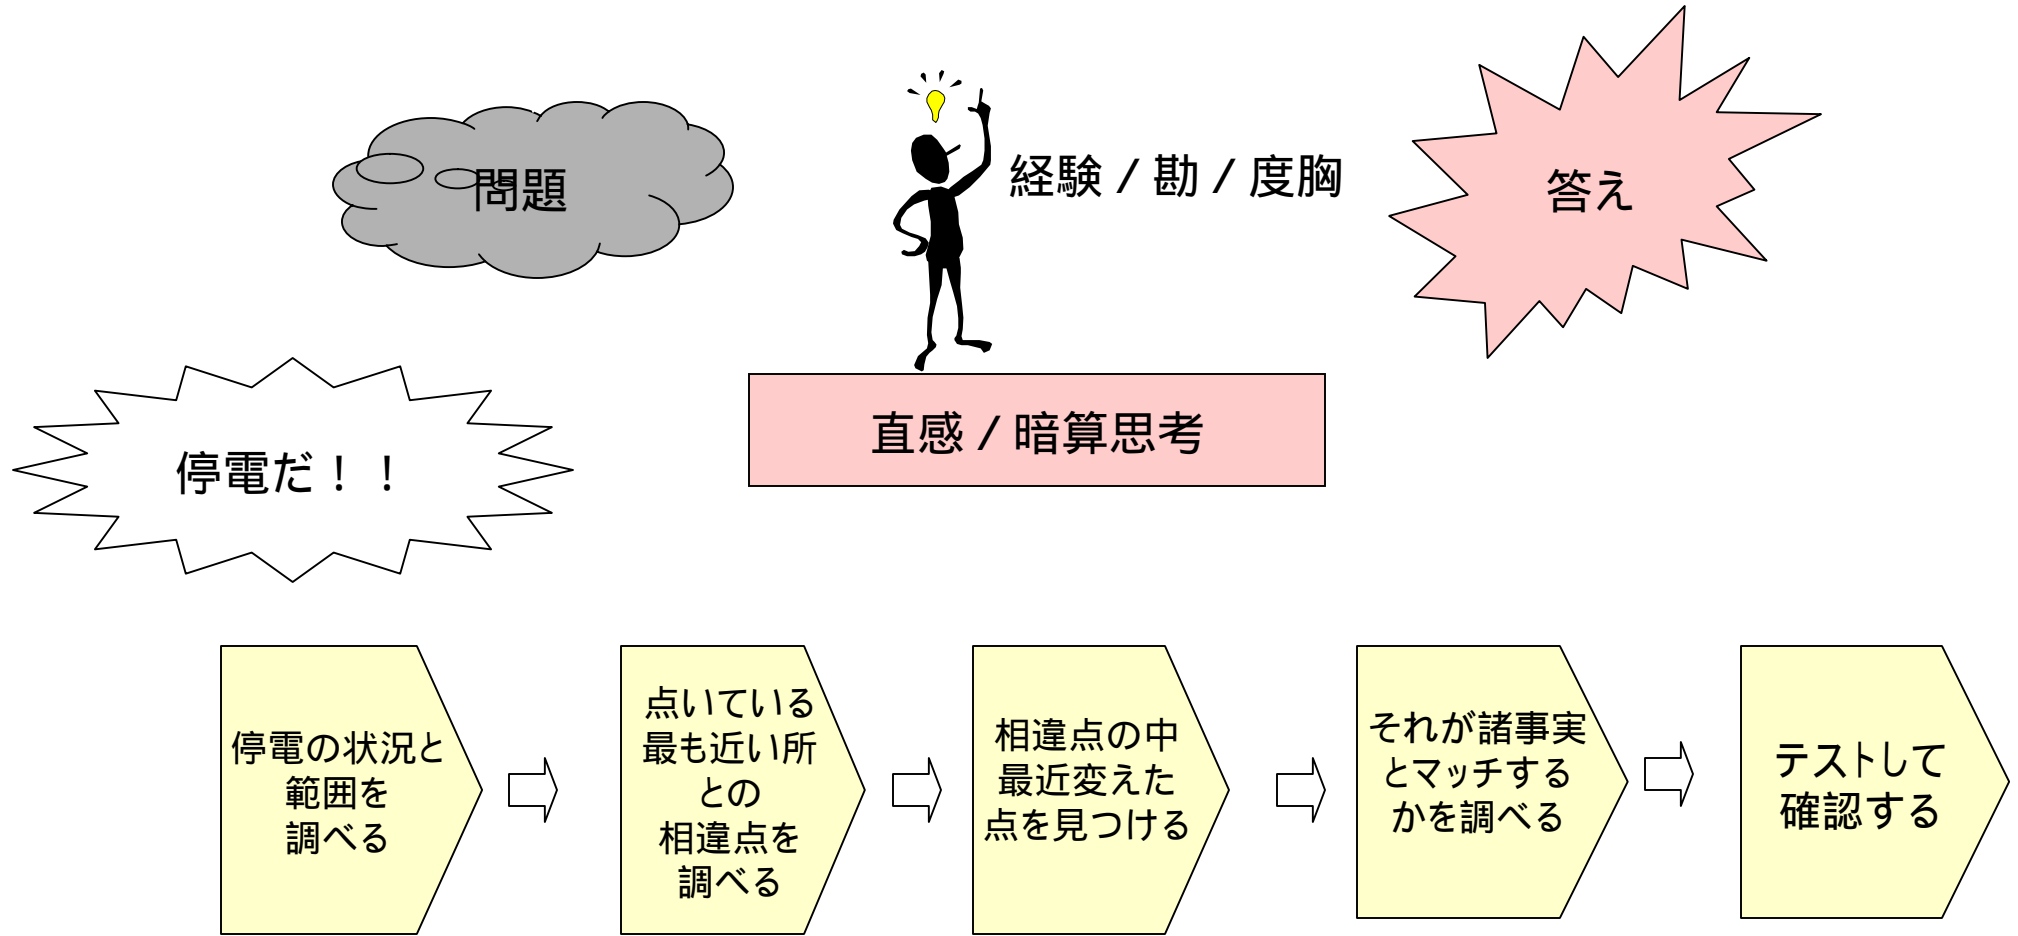 問題
経験／勘／度胸
答え
直感／暗算思考
停電だ！！
停電の状況と
範囲を
調べる
点いている
最も近い所
との
相違点を
調べる
相違点の中
最近変えた
点を見つける
それが諸事実
とマッチする
かを調べる
テストして
確認する